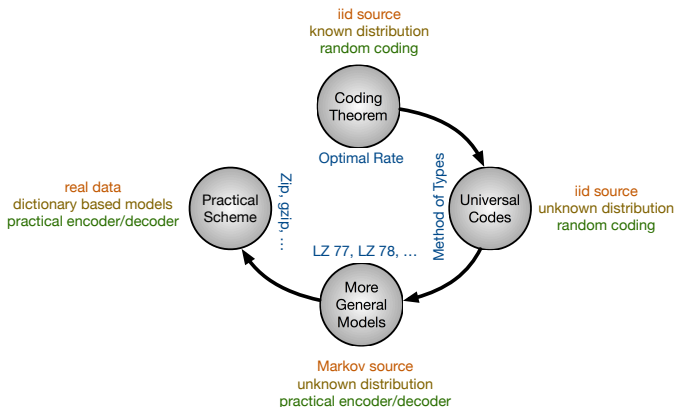 iid source
known distribution
random coding
Coding
Theorem
Optimal Rate
Method of Types
Universal
Codes
iid source
unknown distribution
random coding
LZ 77, LZ 78, …
More
General
Models
Markov source
unknown distribution
practical encoder/decoder
Zip, gzip, …
Practical
Scheme
real data
dictionary based models
practical encoder/decoder